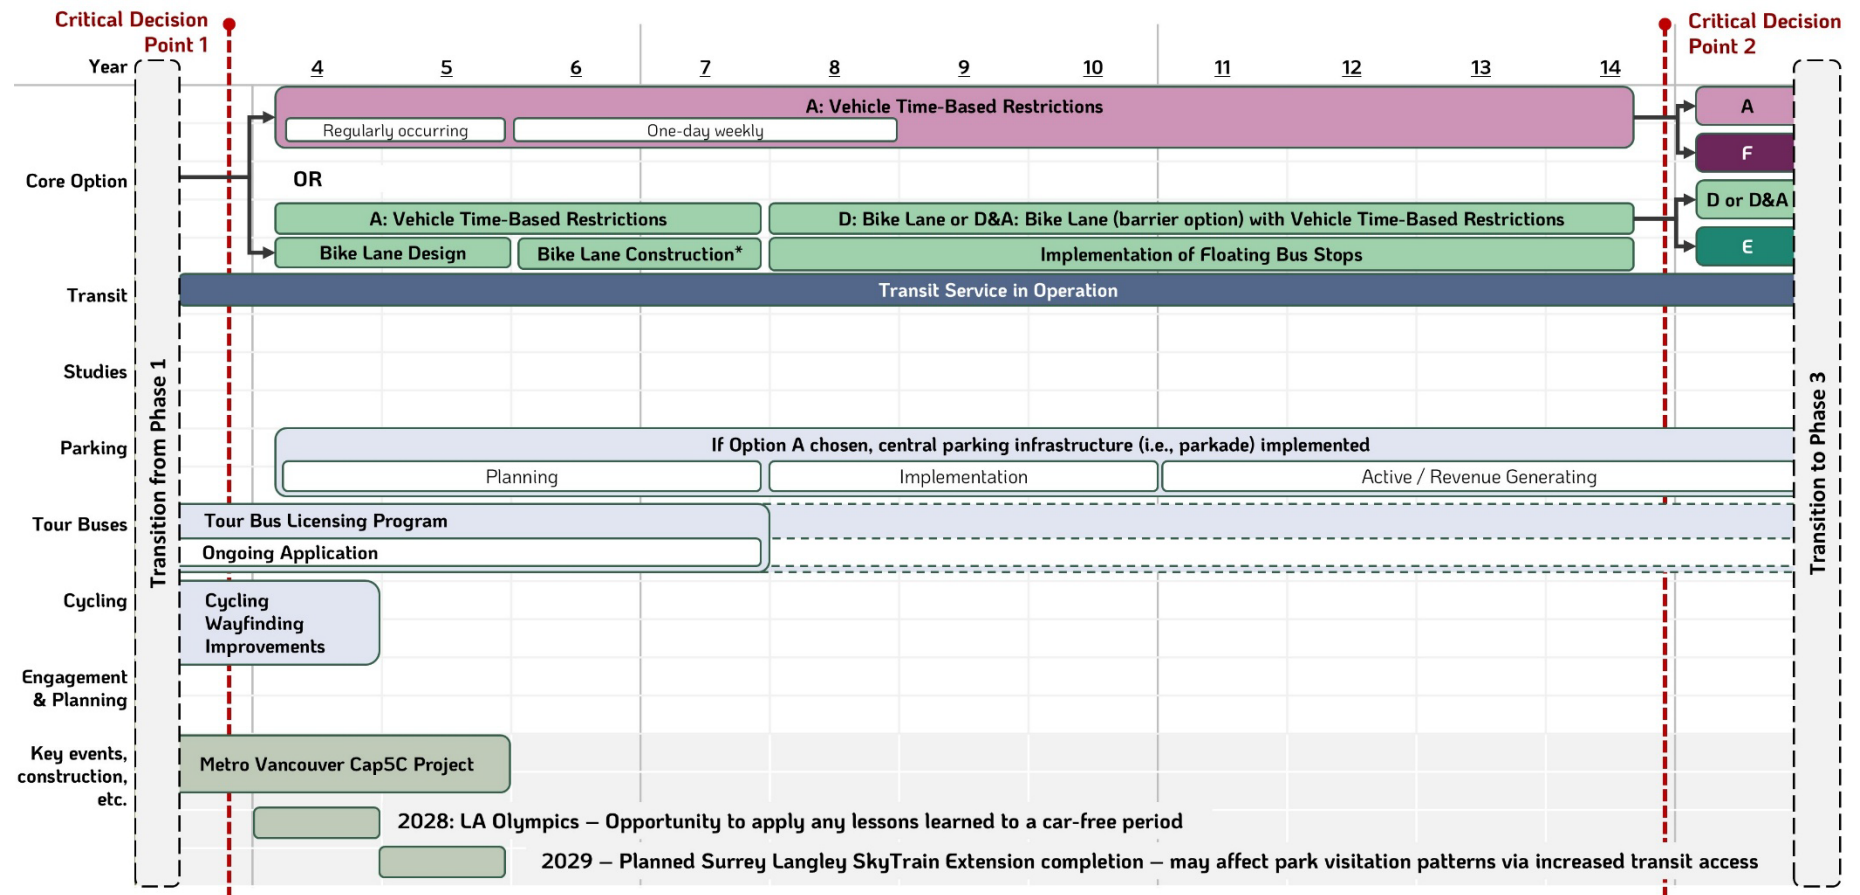 Critical Decision
Point 1
Critical Decision
Point 2
Year
4
5
6
7
8
9
10
11
12
13
14
Transition from Phase 1
Transition to Phase 3
Core Option
A: Vehicle Time-Based Restrictions
Regularly occurring
One-day weekly
A
F
OR
A: Vehicle Time-Based Restrictions
D: Bike Lane or D&A: Bike Lane (barrier option) with Vehicle Time-Based Restrictions
D or D&A
Bike Lane Design
Bike Lane Construction*
Implementation of Floating Bus Stops
E
Transit
Transit Service in Operation
Studies
Parking
If Option A chosen, central parking infrastructure (i.e., parkade) implemented
Planning
Implementation
Active / Revenue Generating
Tour Buses
Tour Bus Licensing Program
Ongoing Application
Cycling
Cycling
Wayfinding
Improvements
Engagement
& Planning
Key events,
construction,
etc.
Metro Vancouver Cap5C Project
2028: LA Olympics – Opportunity to apply any lessons learned to a car-free period
2029 – Planned Surrey Langley SkyTrain Extension completion – may affect park visitation patterns via increased transit access